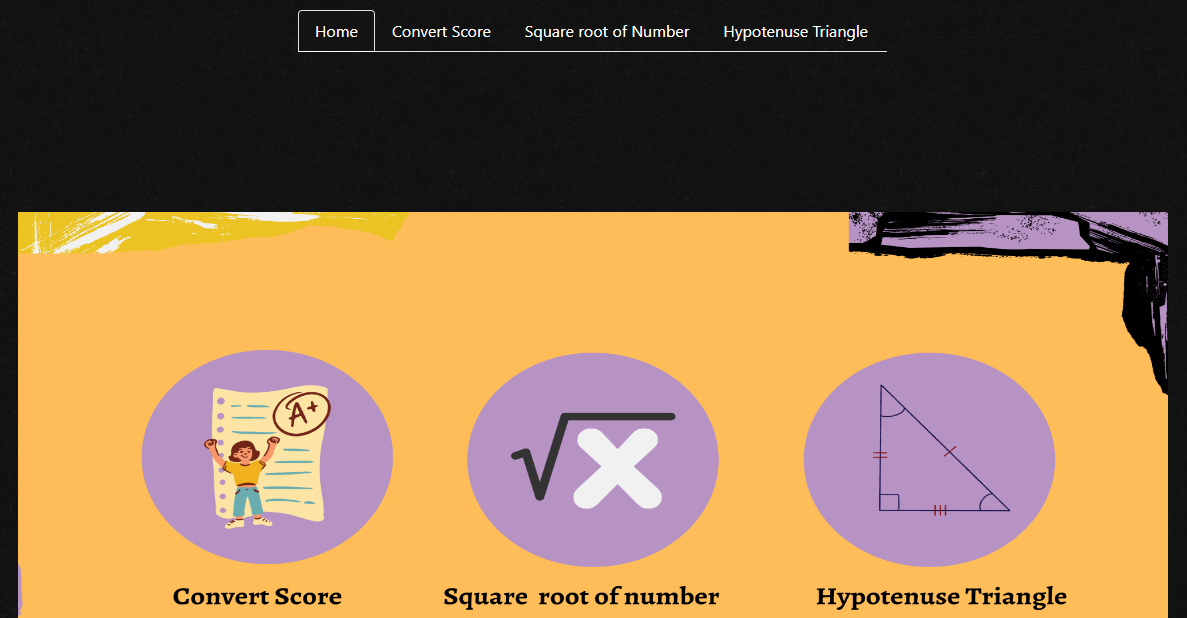 Home Convert Score Square root of Number Hypotenuse Triangle
A+
Convert Score Square root of number Hypotenuse Triangle